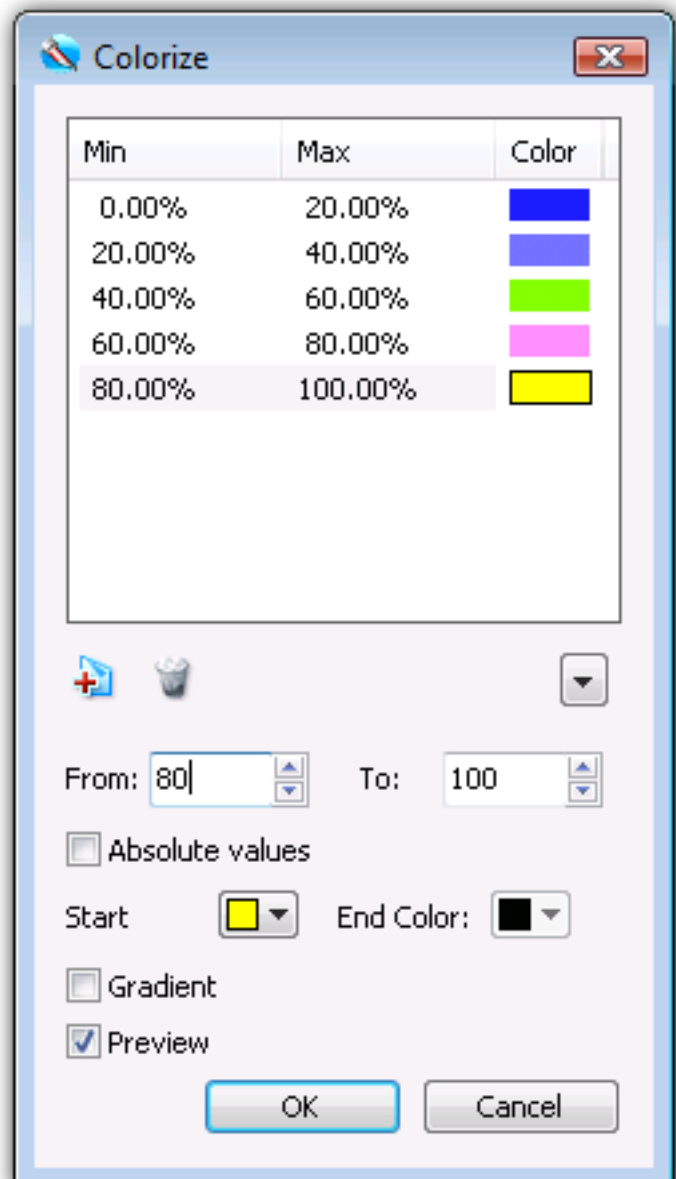 Colorize
Min Max Color
0.00% 20.00%
20.00% 40.00%
40.00% 60.00%
60.00% 80.00%
80.00% 100.00%
From: 80 To: 100
Absolute values
Start End Color:
Gradient
Preview
OK Cancel